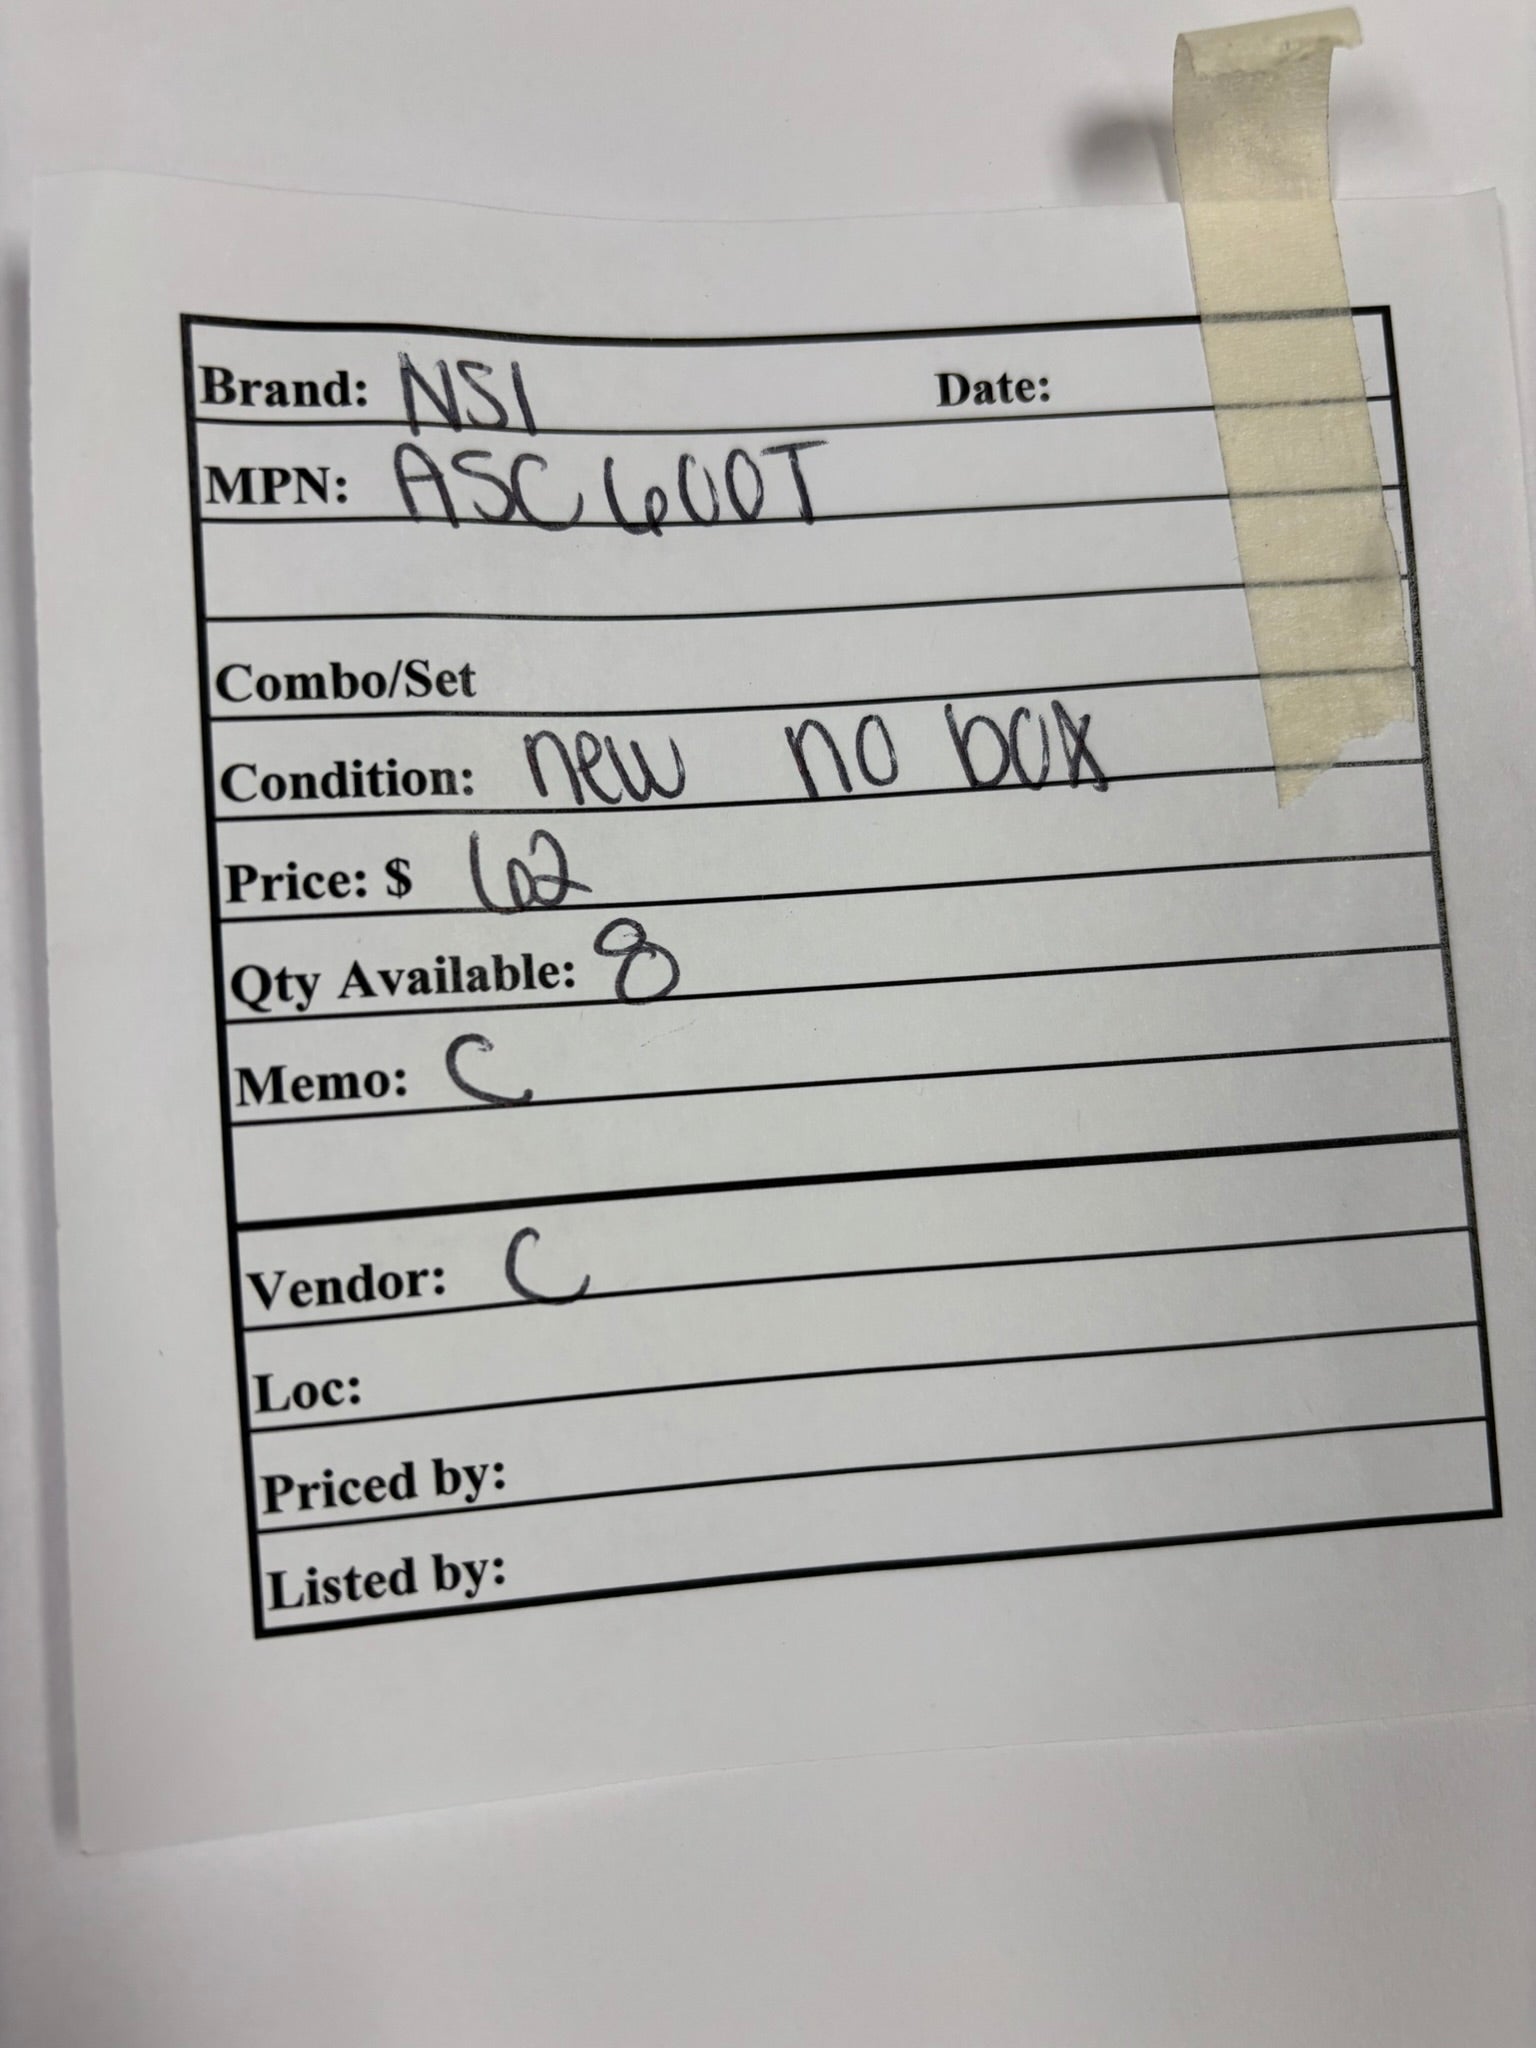 Brand: NSI Date:
MPN: ASC600T
Combo/Set
Condition: new no box
Price: $ 62
Qty Available: 8
Memo: C
Vendor: C
Loc:
Priced by:
Listed by: